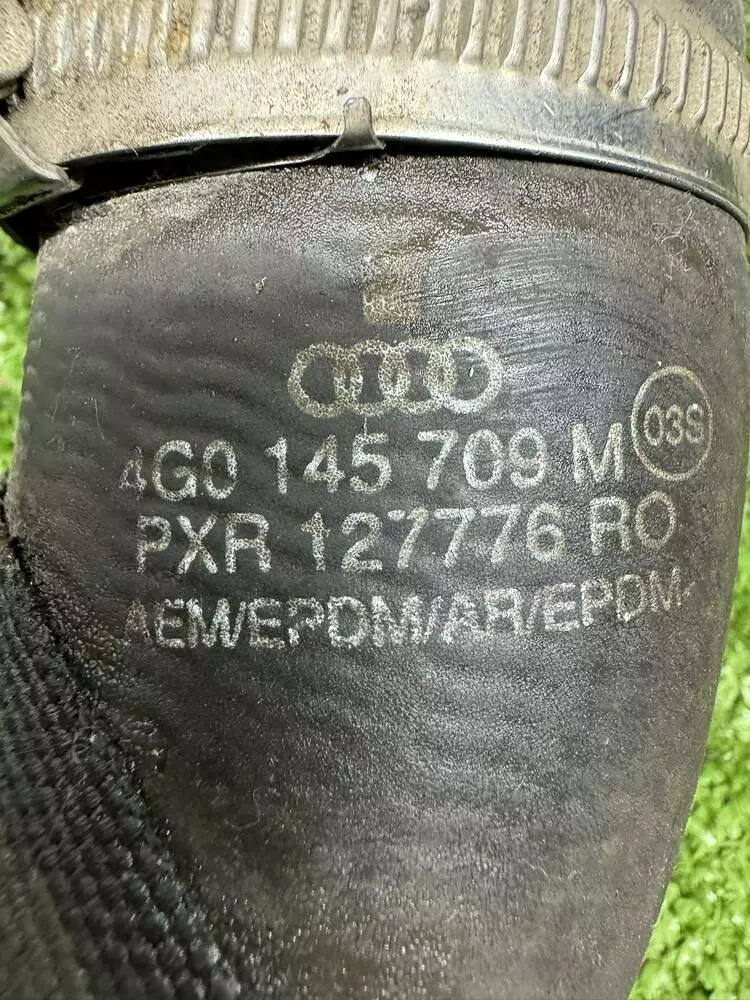 4G0 145 709 M 03S
PXR 127776 RO
AEM/EPDM/AR/EPDM